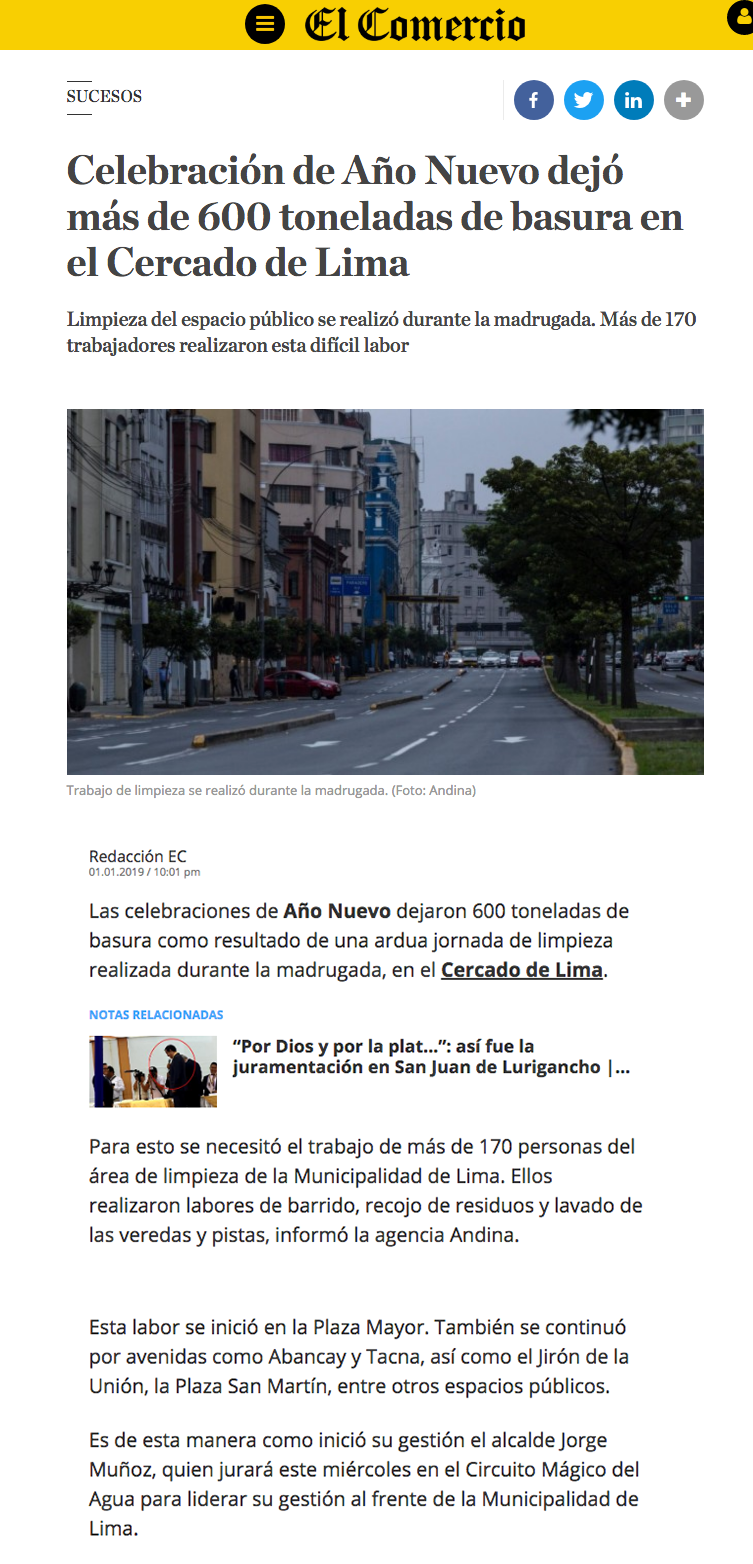 El Comercio
SUCESOS
Celebración de Año Nuevo dejó
más de 600 toneladas de basura en
el Cercado de Lima
Limpieza del espacio público se realizó durante la madrugada. Más de 170
trabajadores realizaron esta difícil labor
Trabajo de limpieza se realizó durante la madrugada. (Foto: Andina)
Redacción EC
01.01.2019 / 10:01 pm
Las celebraciones de Año Nuevo dejaron 600 toneladas de
basura como resultado de una ardua jornada de limpieza
realizada durante la madrugada, en el Cercado de Lima.
NOTAS RELACIONADAS
“Por Dios y por la plat...”: así fue la
juramentación en San Juan de Lurigancho |...
Para esto se necesitó el trabajo de más de 170 personas del
área de limpieza de la Municipalidad de Lima. Ellos
realizaron labores de barrido, recojo de residuos y lavado de
las veredas y pistas, informó la agencia Andina.
Esta labor se inició en la Plaza Mayor. También se continuó
por avenidas como Abancay y Tacna, así como el Jirón de la
Unión, la Plaza San Martín, entre otros espacios públicos.
Es de esta manera como inició su gestión el alcalde Jorge
Muñoz, quien jurará este miércoles en el Circuito Mágico del
Agua para liderar su gestión al frente de la Municipalidad de
Lima.